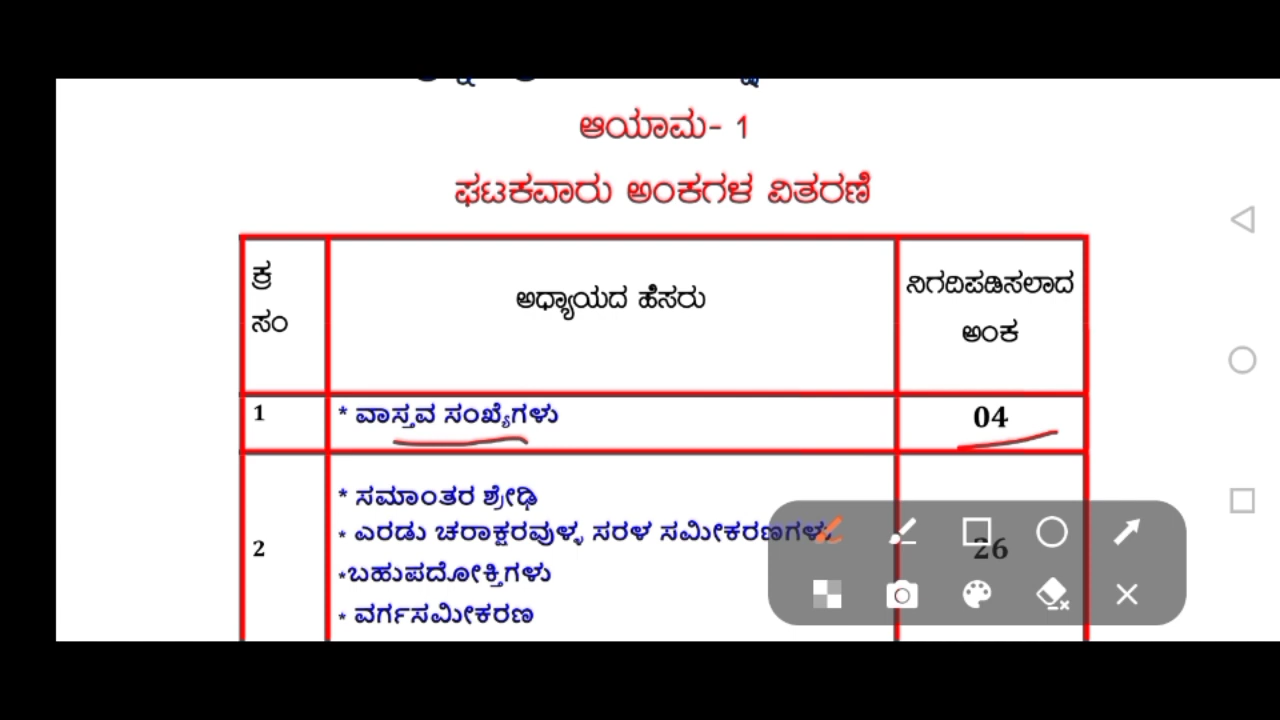 ಆಯಾಮ- 1
ಘಟಕವಾರು ಅಂಕಗಳ ವಿತರಣೆ
ಕ್ರ
ಸಂ
ಅಧ್ಯಾಯದ ಹೆಸರು
ನಿಗದಿಪಡಿಸಲಾದ
ಅಂಕ
1
* ವಾಸ್ತವ ಸಂಖ್ಯೆಗಳು
04
2
* ಸಮಾಂತರ ಶ್ರೇಢಿ
* ಎರಡು ಚರಾಕ್ಷರವುಳ್ಳ ಸರಳ ಸಮೀಕರಣಗಳು
*ಬಹುಪದೋಕ್ತಿಗಳು
* ವರ್ಗಸಮೀಕರಣ
26